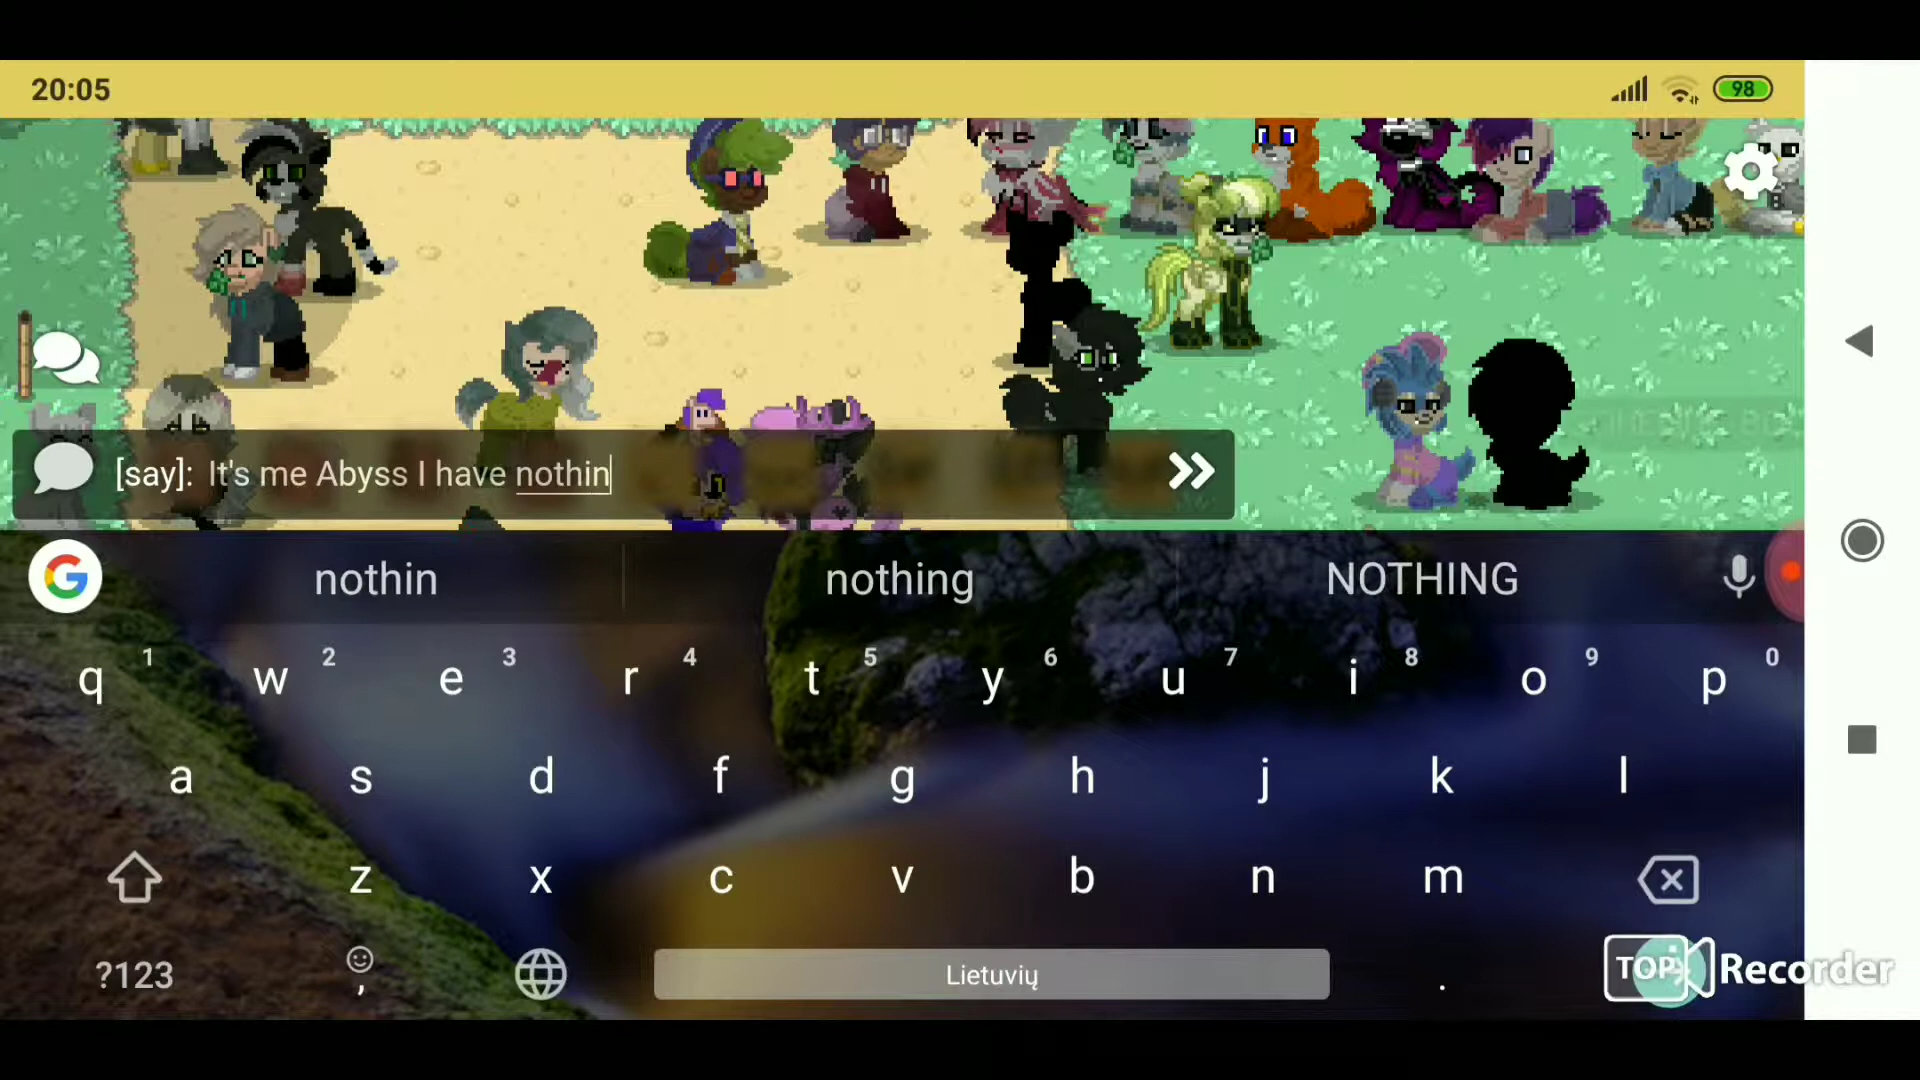 20:05
98
[say]: It's me Abyss I have nothin
nothin nothing NOTHING
q 1 w 2 e 3 r 4 t 5 y 6 u 7 i 8 o 9 p 0
a s d f g h j k l
z x c v b n m
?123 , Lietuvių .
TOP Recorder